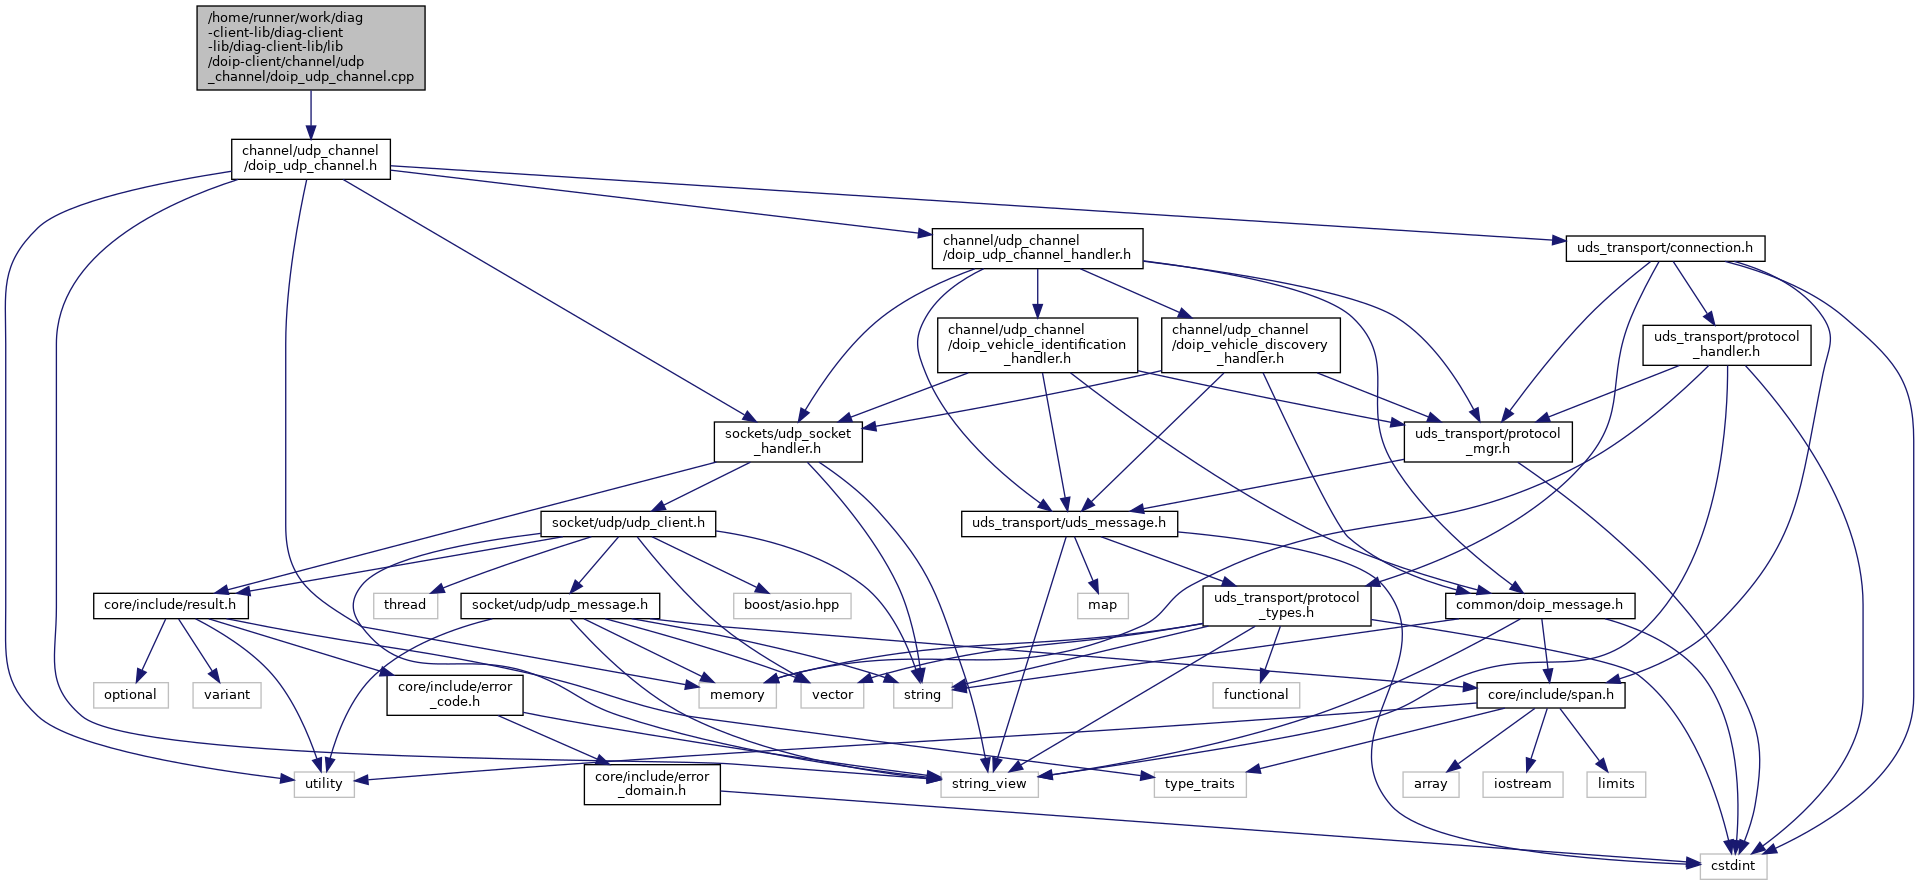 /home/runner/work/diag
-client-lib/diag-client
-lib/diag-client-lib/lib
/doip-client/channel/udp
_channel/doip_udp_channel.cpp
channel/udp_channel
/doip_udp_channel.h
channel/udp_channel
/doip_udp_channel_handler.h
uds_transport/connection.h
channel/udp_channel
/doip_vehicle_identification
_handler.h
channel/udp_channel
/doip_vehicle_discovery
_handler.h
uds_transport/protocol
_handler.h
sockets/udp_socket
_handler.h
uds_transport/protocol
_mgr.h
socket/udp/udp_client.h
uds_transport/uds_message.h
core/include/result.h
thread
socket/udp/udp_message.h
boost/asio.hpp
map
uds_transport/protocol
_types.h
common/doip_message.h
optional
variant
core/include/error
_code.h
memory
vector
string
functional
core/include/span.h
utility
core/include/error
_domain.h
string_view
type_traits
array
iostream
limits
cstdint